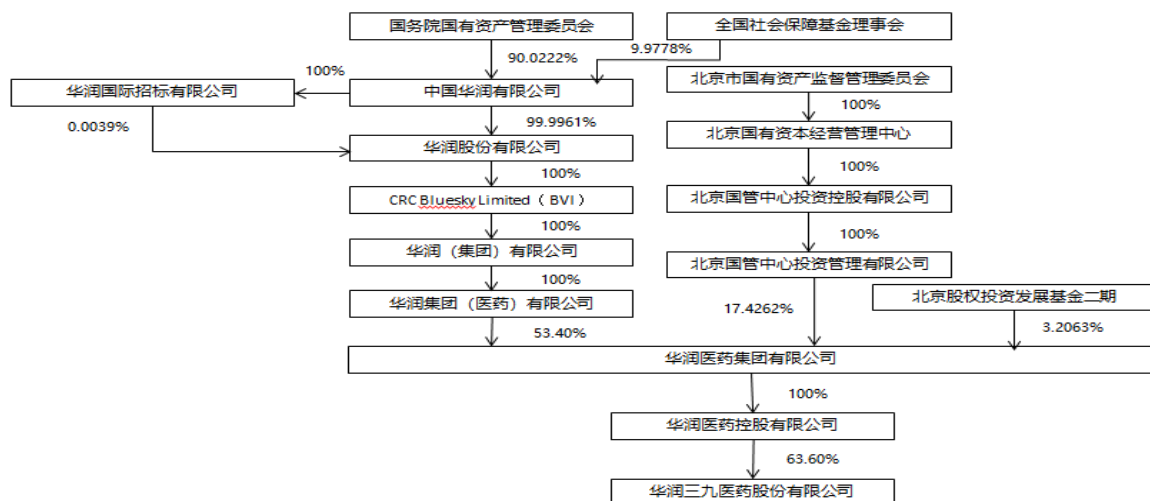 国务院国有资产管理委员会
全国社会保障基金理事会
9.9778%
90.0222%
北京市国有资产监督管理委员会
100%
华润国际招标有限公司
中国华润有限公司
100%
0.0039%
99.9961%
北京国有资本经营管理中心
华润股份有限公司
100%
100%
CRC Bluesky Limited（BVI）
北京国管中心投资控股有限公司
100%
100%
华润（集团）有限公司
北京国管中心投资管理有限公司
100%
华润集团（医药）有限公司
17.4262%
北京股权投资发展基金二期
53.40%
3.2063%
华润医药集团有限公司
100%
华润医药控股有限公司
63.60%
华润三九医药股份有限公司